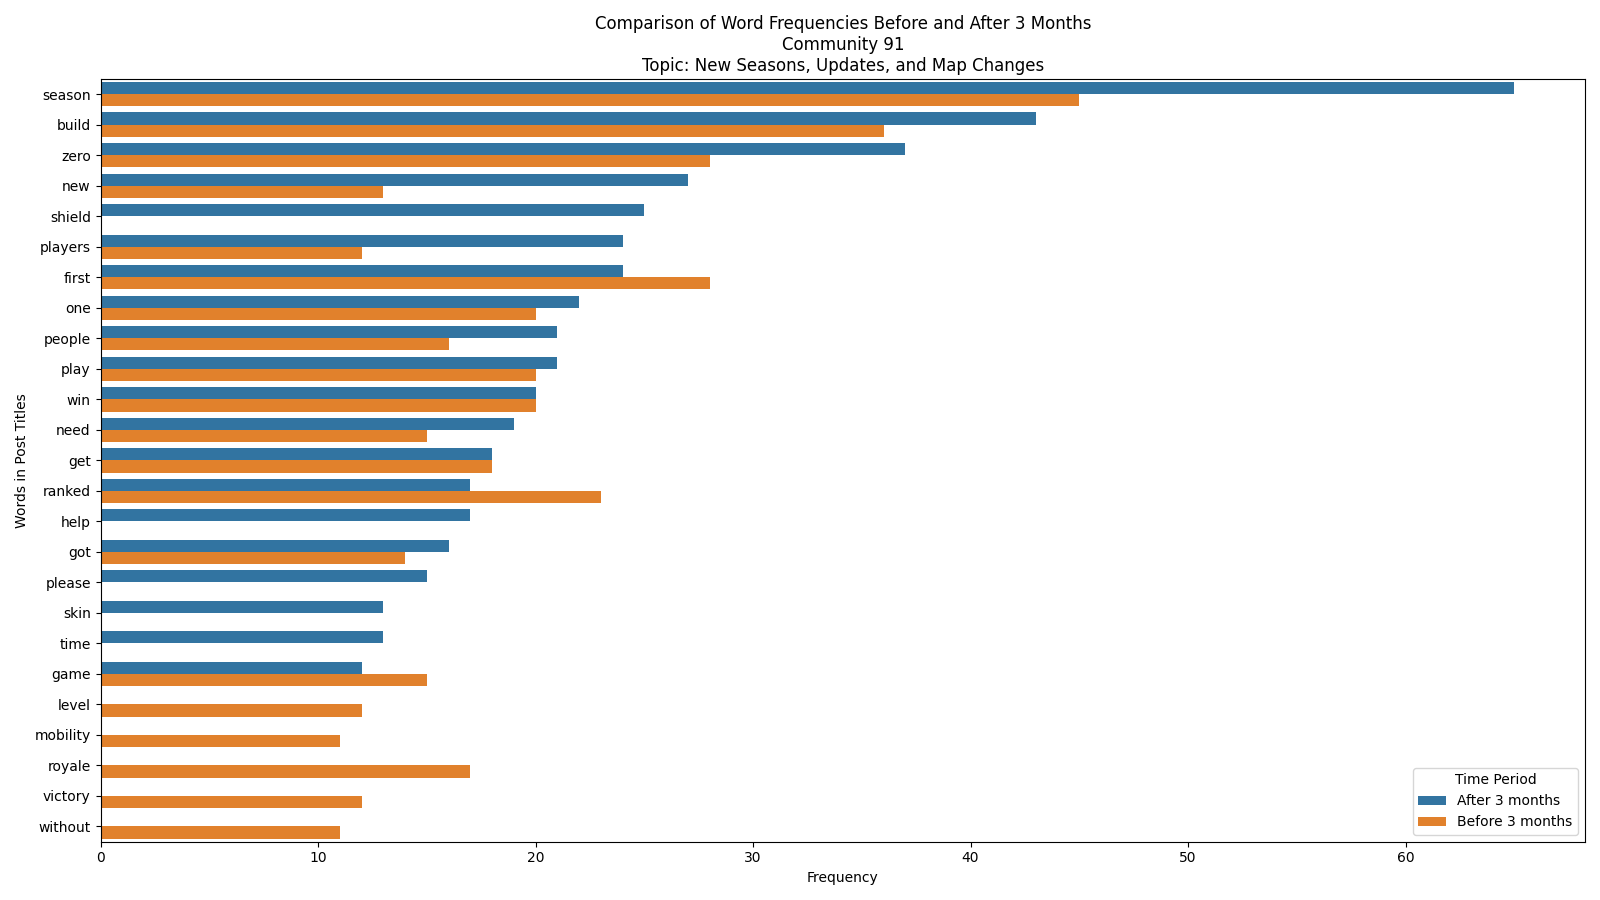 Comparison of Word Frequencies Before and After 3 Months
Community 91
Topic: New Seasons, Updates, and Map Changes
season
build
zero
new
shield
players
first
one
people
play
win
need
get
ranked
help
got
please
skin
time
game
level
mobility
royale
victory
without
Words in Post Titles
0 10 20 30 40 50 60
Frequency
Time Period
After 3 months
Before 3 months